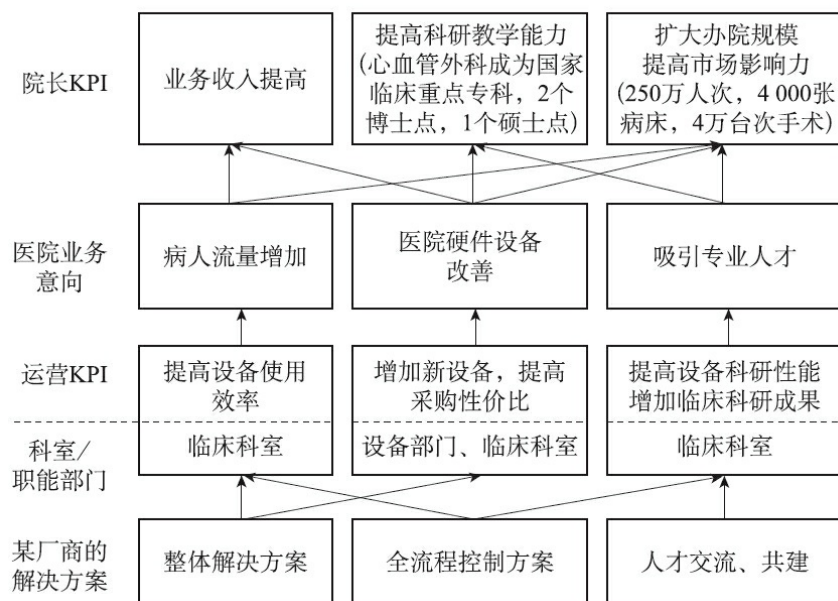 院长KPI
业务收入提高
提高科研教学能力
(心血管外科成为国家
临床重点专科，2个
博士点，1个硕士点)
扩大办院规模
提高市场影响力
(250万人次，4 000张
病床，4万台次手术)
医院业务
意向
病人流量增加
医院硬件设备
改善
吸引专业人才
运营KPI
提高设备使用
效率
增加新设备，提高
采购性价比
提高设备科研性能
增加临床科研成果
科室/
职能部门
临床科室
设备部门、临床科室
临床科室
某厂商的
解决方案
整体解决方案
全流程控制方案
人才交流、共建